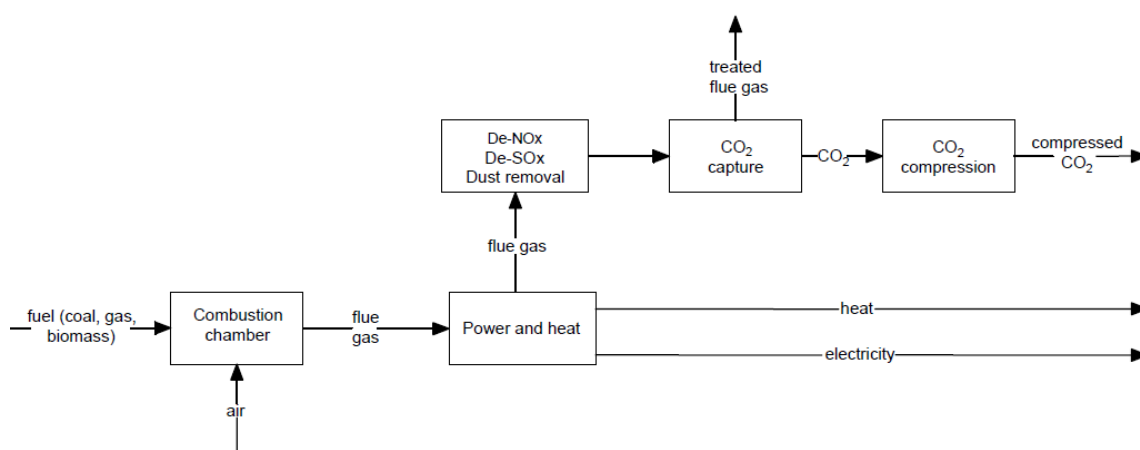 treated
flue gas
De-NOx
De-SOx
Dust removal
CO₂
capture
CO₂
CO₂
compression
compressed
CO₂
flue gas
fuel (coal, gas,
biomass)
Combustion
chamber
flue
gas
Power and heat
heat
electricity
air